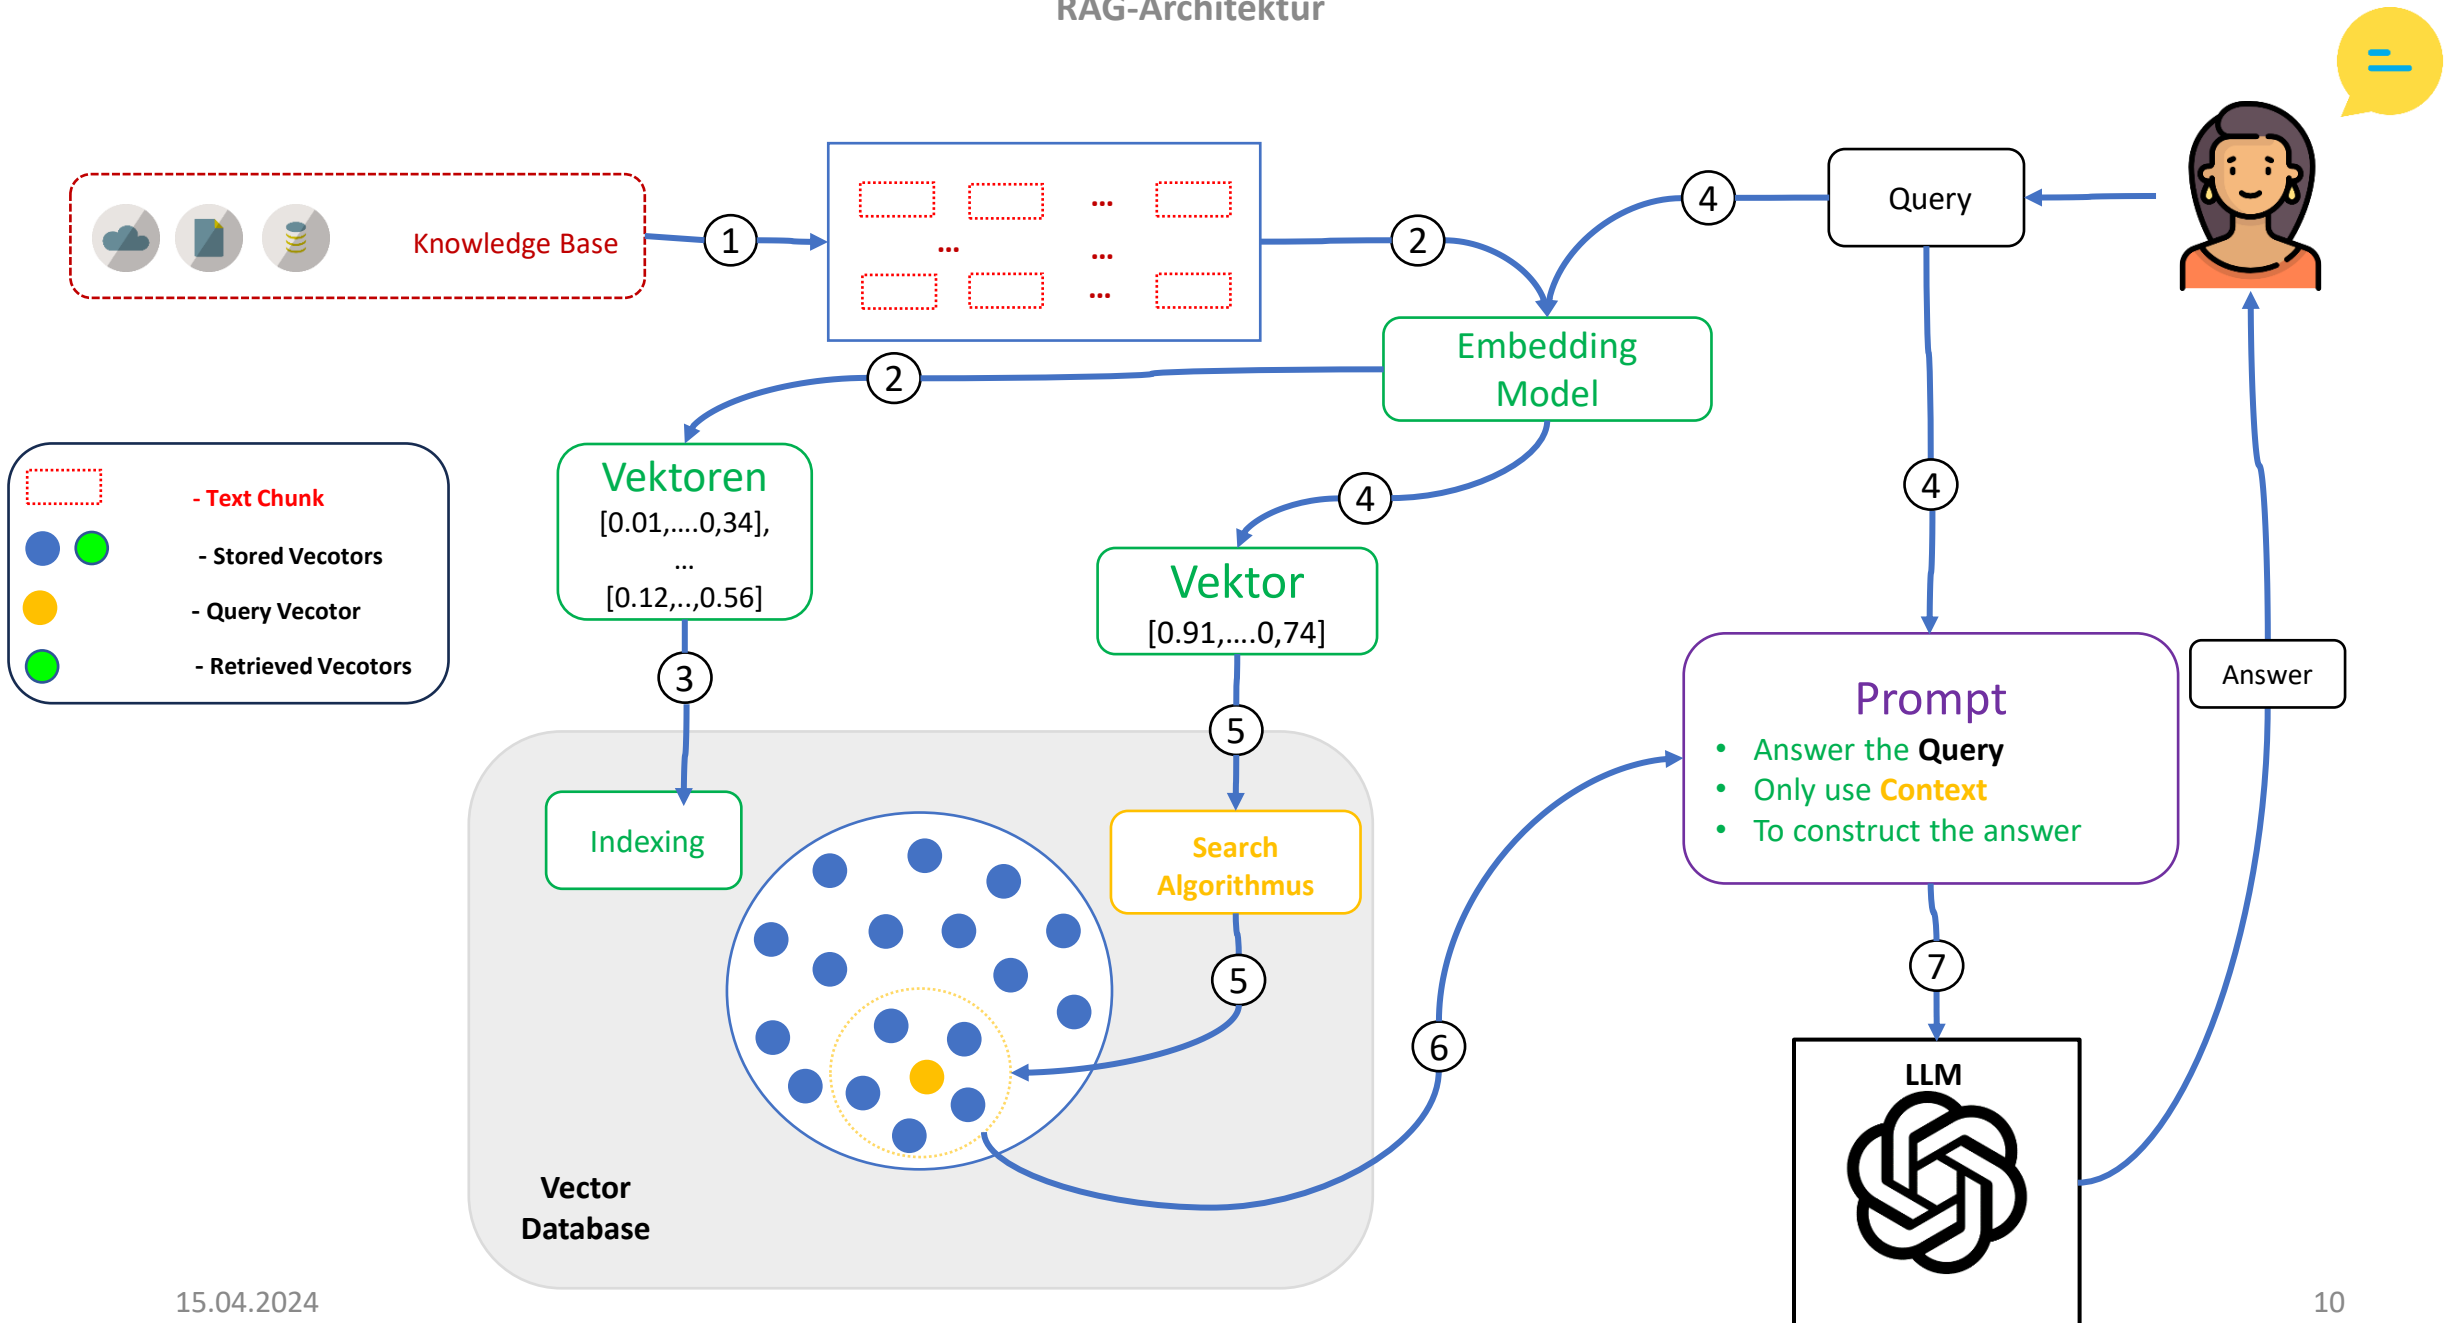 RAG-Architektur
Knowledge Base
1
...
...
...
...
2
4
Query
Embedding
Model
2
- Text Chunk
- Stored Vecotors
- Query Vecotor
- Retrieved Vecotors
Vektoren
[0.01,....0,34],
...
[0.12,..,0.56]
4
4
Vektor
[0.91,....0,74]
3
5
Prompt
• Answer the Query
• Only use Context
• To construct the answer
Answer
Indexing
Search
Algorithmus
5
6
7
LLM
Vector
Database
15.04.2024
10